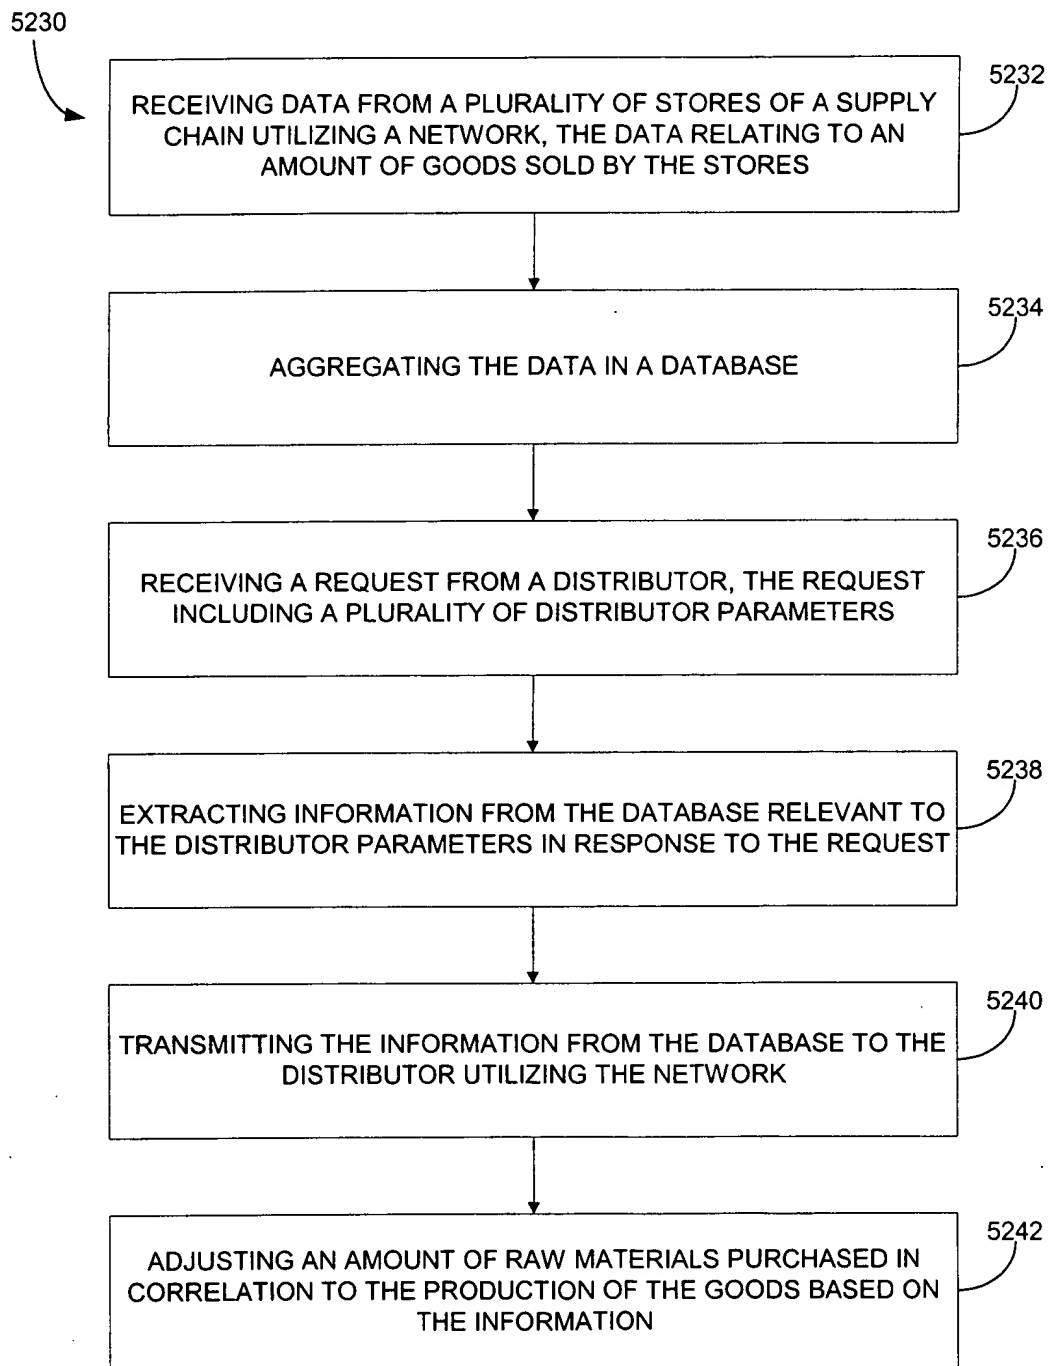 5230
5232
RECEIVING DATA FROM A PLURALITY OF STORES OF A SUPPLY
CHAIN UTILIZING A NETWORK, THE DATA RELATING TO AN
AMOUNT OF GOODS SOLD BY THE STORES
5234
AGGREGATING THE DATA IN A DATABASE
5236
RECEIVING A REQUEST FROM A DISTRIBUTOR, THE REQUEST
INCLUDING A PLURALITY OF DISTRIBUTOR PARAMETERS
5238
EXTRACTING INFORMATION FROM THE DATABASE RELEVANT TO
THE DISTRIBUTOR PARAMETERS IN RESPONSE TO THE REQUEST
5240
TRANSMITTING THE INFORMATION FROM THE DATABASE TO THE
DISTRIBUTOR UTILIZING THE NETWORK
5242
ADJUSTING AN AMOUNT OF RAW MATERIALS PURCHASED IN
CORRELATION TO THE PRODUCTION OF THE GOODS BASED ON
THE INFORMATION